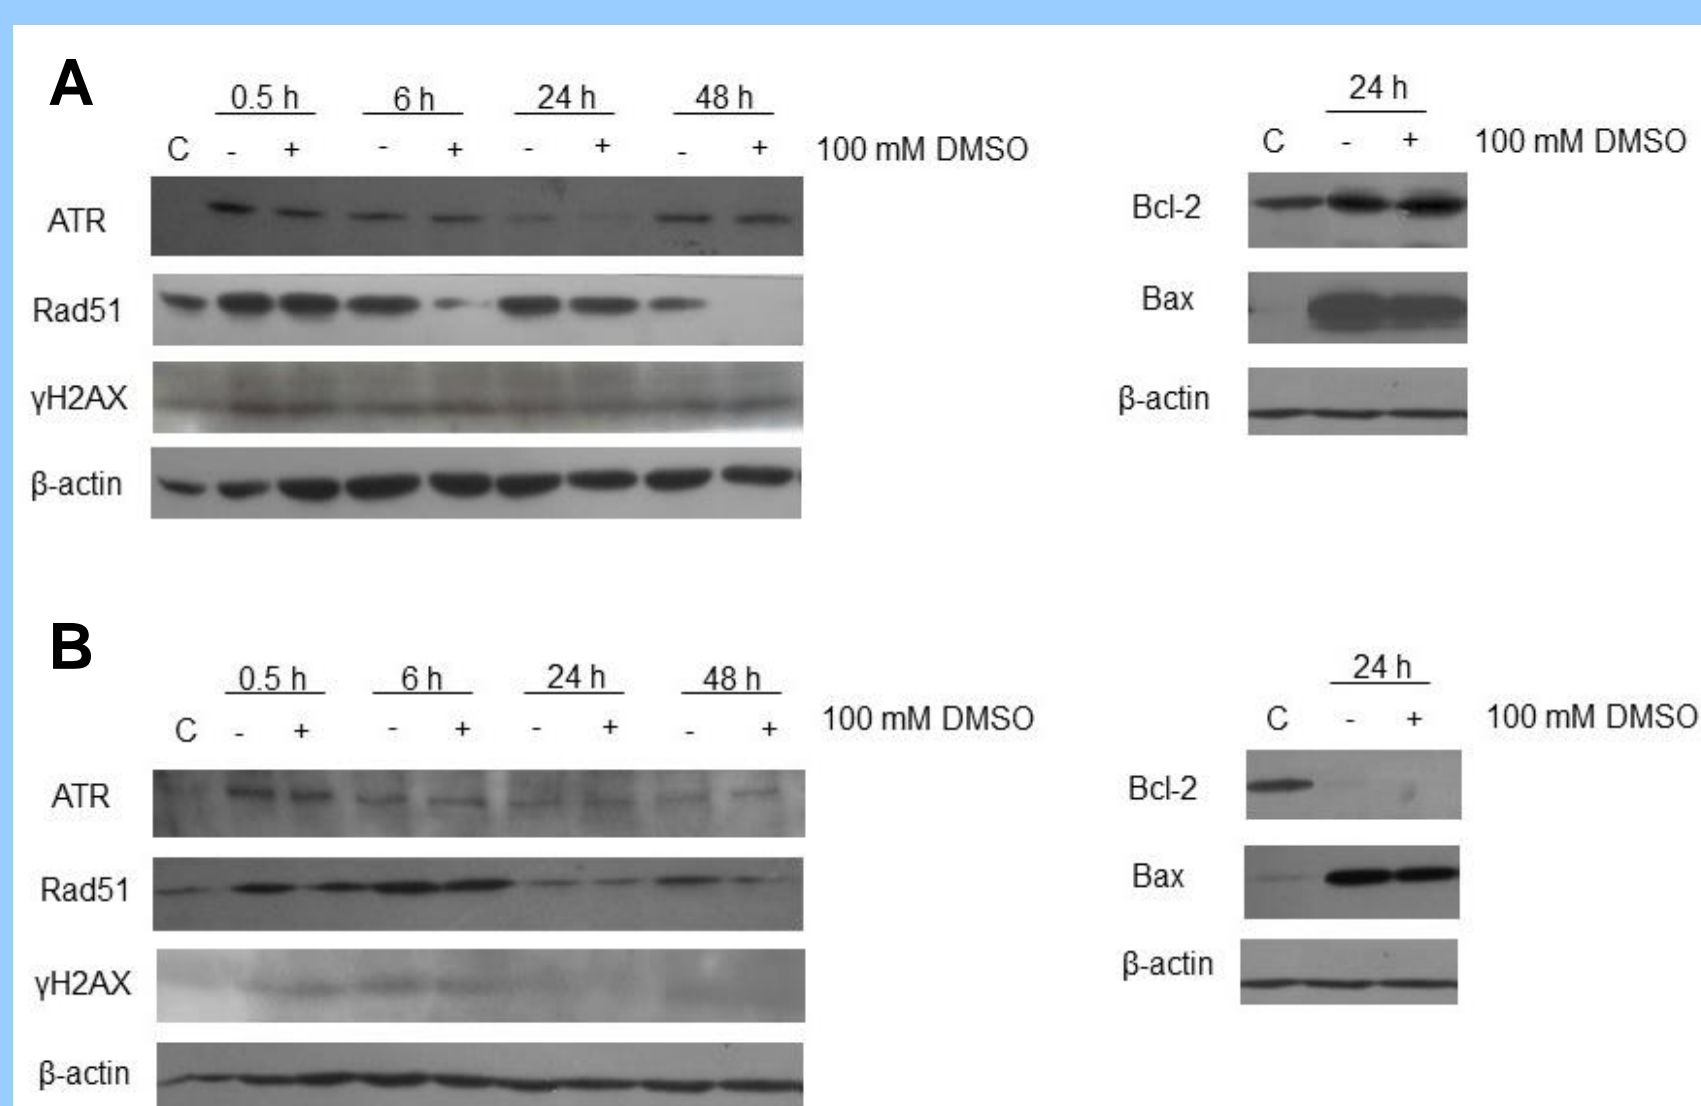 A
0.5 h 6 h 24 h 48 h
C - + - + - + - + 100 mM DMSO
ATR
Rad51
γH2AX
β-actin
24 h
C - + 100 mM DMSO
Bcl-2
Bax
β-actin
B
0.5 h 6 h 24 h 48 h
C - + - + - + - + 100 mM DMSO
ATR
Rad51
γH2AX
β-actin
24 h
C - + 100 mM DMSO
Bcl-2
Bax
β-actin